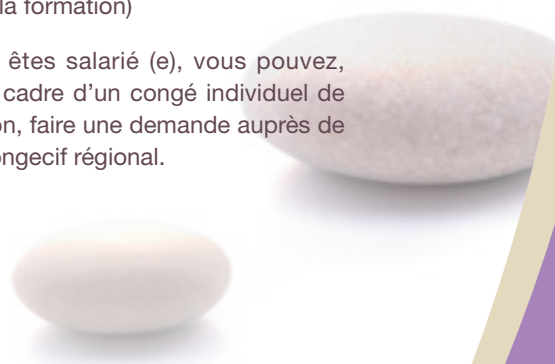 la formation)
êtes salarié (e), vous pouvez,
cadre d'un congé individuel de
on, faire une demande auprès de
ongecif régional.